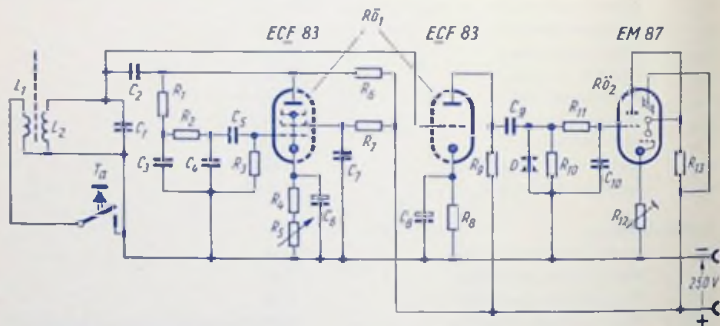 ECF 83
Rö1
ECF 83
EM 87
L1
L2
C2
C1
Ta
R1
R2
C3
C4
C5
R3
R4
R5
C6
R6
R7
C7
C8
R8
R9
C9
D
R10
R11
C10
Rö2
R12
R13
−
250 V
+